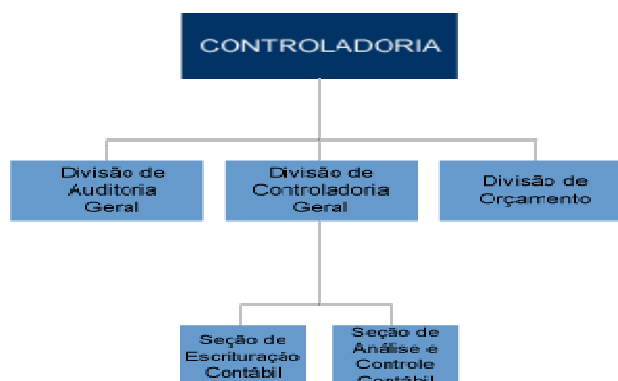 CONTROLADORIA
Divisão de
Auditoria
Geral
Divisão de
Controladoria
Geral
Divisão de
Orçamento
Seção de
Escrituração
Contábil
Seção de
Análise e
Controle
Contábil